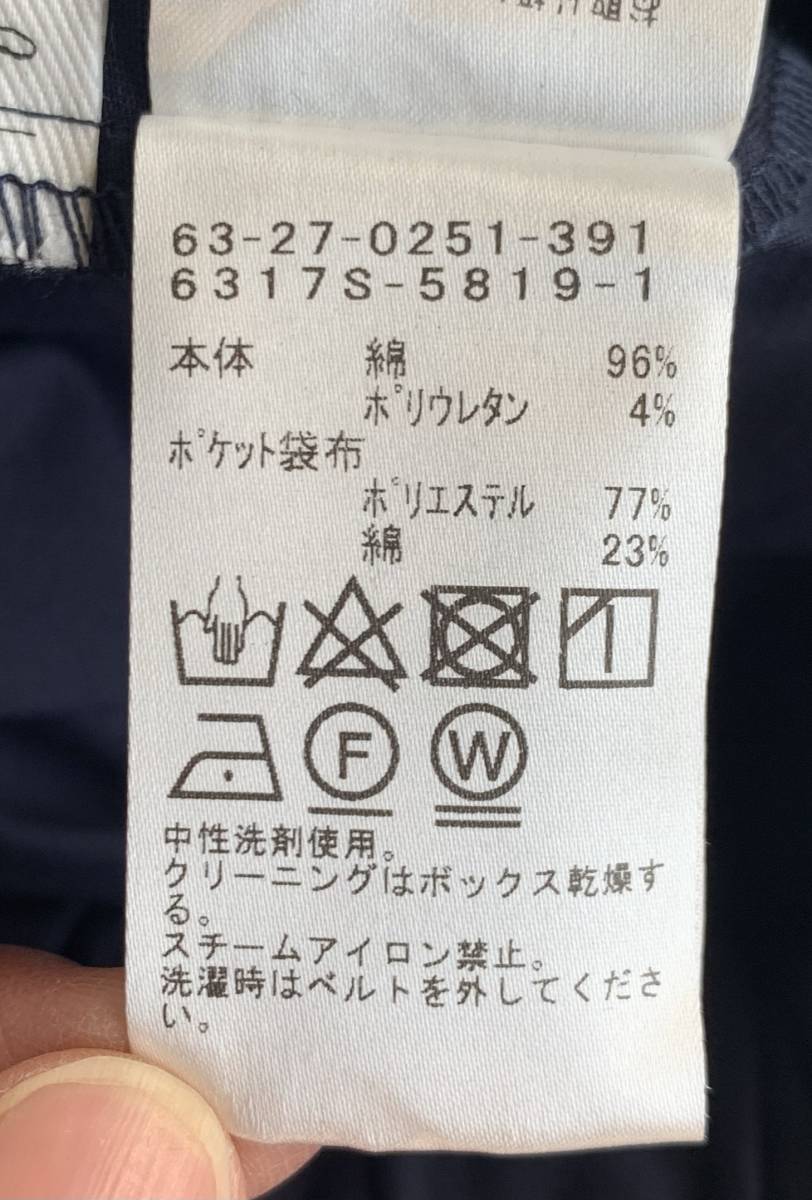 63-27-0251-391
6317S-5819-1
本体 綿 96%
ポリウレタン 4%
ポケット袋布
ポリエステル 77%
綿 23%
F W
中性洗剤使用。
クリーニングはボックス乾燥す
る。
スチームアイロン禁止。
洗濯時はベルトを外してくださ
い。